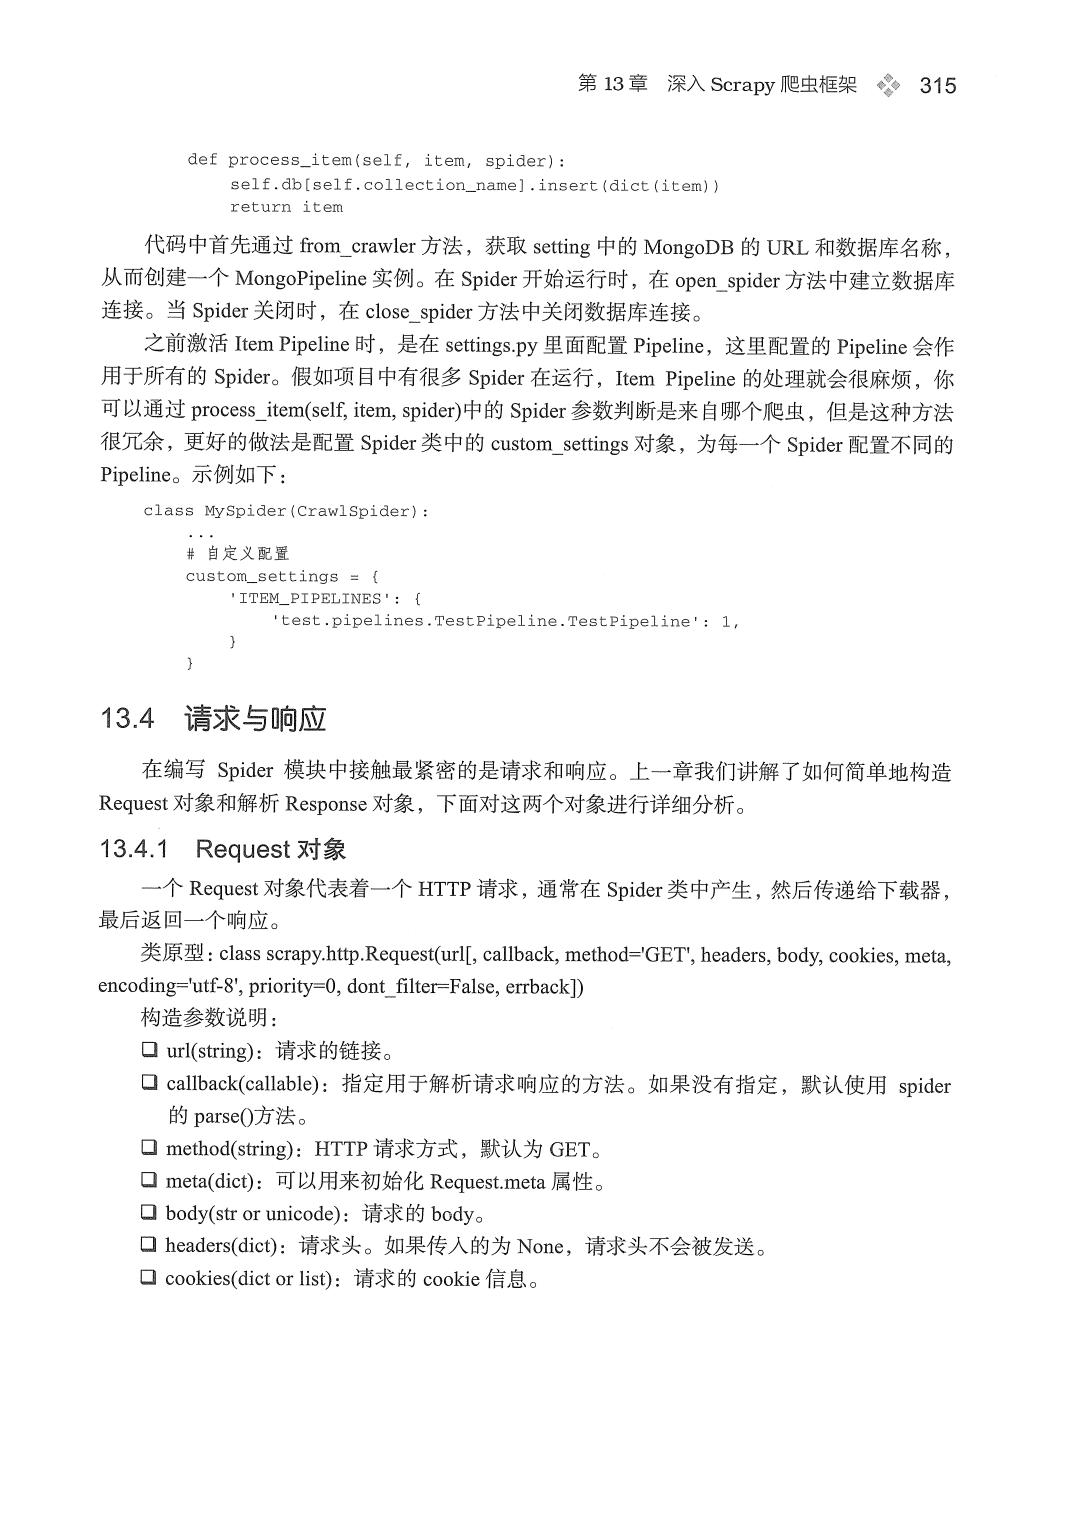 第 13 章 深入 Scrapy 爬虫框架 315
def process_item(self, item, spider):
self.db[self.collection_name].insert(dict(item))
return item
代码中首先通过 from_crawler 方法，获取 setting 中的 MongoDB 的 URL 和数据库名称，
从而创建一个 MongoPipeline 实例。在 Spider 开始运行时，在 open_spider 方法中建立数据库
连接。当 Spider 关闭时，在 close_spider 方法中关闭数据库连接。
之前激活 Item Pipeline 时，是在 settings.py 里面配置 Pipeline，这里配置的 Pipeline 会作
用于所有的 Spider。假如项目中有很多 Spider 在运行，Item Pipeline 的处理就会很麻烦，你
可以通过 process_item(self, item, spider)中的 Spider 参数判断是来自哪个爬虫，但是这种方法
很冗余，更好的做法是配置 Spider 类中的 custom_settings 对象，为每一个 Spider 配置不同的
Pipeline。示例如下：
class MySpider(CrawlSpider):
...
# 自定义配置
custom_settings = {
'ITEM_PIPELINES': {
'test.pipelines.TestPipeline.TestPipeline': 1,
}
}
13.4 请求与响应
在编写 Spider 模块中接触最紧密的是请求和响应。上一章我们讲解了如何简单地构造
Request 对象和解析 Response 对象，下面对这两个对象进行详细分析。
13.4.1 Request 对象
一个 Request 对象代表着一个 HTTP 请求，通常在 Spider 类中产生，然后传递给下载器，
最后返回一个响应。
类原型：class scrapy.http.Request(url[, callback, method='GET', headers, body, cookies, meta,
encoding='utf-8', priority=0, dont_filter=False, errback])
构造参数说明：
❑ url(string)：请求的链接。
❑ callback(callable)：指定用于解析请求响应的方法。如果没有指定，默认使用 spider
的 parse()方法。
❑ method(string)：HTTP 请求方式，默认为 GET。
❑ meta(dict)：可以用来初始化 Request.meta 属性。
❑ body(str or unicode)：请求的 body。
❑ headers(dict)：请求头。如果传入的为 None，请求头不会被发送。
❑ cookies(dict or list)：请求的 cookie 信息。